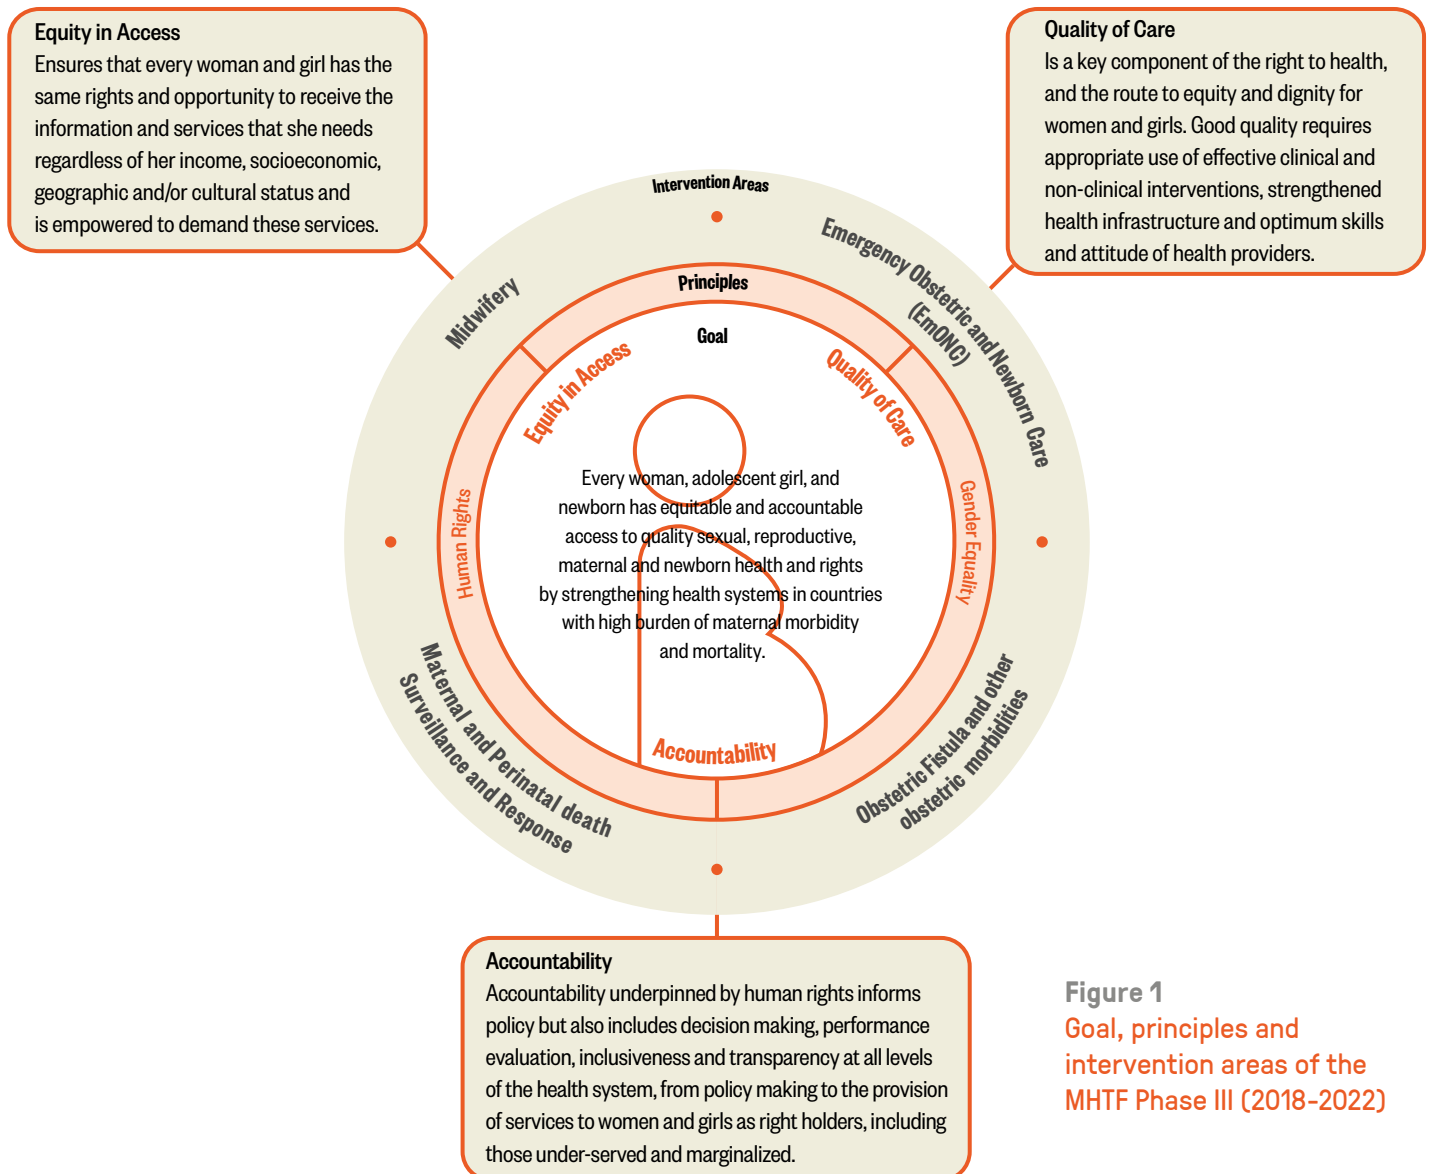 Equity in Access
Ensures that every woman and girl has the
same rights and opportunity to receive the
information and services that she needs
regardless of her income, socioeconomic,
geographic and/or cultural status and
is empowered to demand these services.
Quality of Care
Is a key component of the right to health,
and the route to equity and dignity for
women and girls. Good quality requires
appropriate use of effective clinical and
non-clinical interventions, strengthened
health infrastructure and optimum skills
and attitude of health providers.
Intervention Areas
Midwifery
Emergency Obstetric and Newborn Care
(EmONC)
Principles
Goal
Equity in Access
Quality of Care
Human Rights
Gender Equality
Every woman, adolescent girl, and
newborn has equitable and accountable
access to quality sexual, reproductive,
maternal and newborn health and rights
by strengthening health systems in countries
with high burden of maternal morbidity
and mortality.
Accountability
Maternal and Perinatal death
Surveillance and Response
Obstetric Fistula and other
obstetric morbidities
Accountability
Accountability underpinned by human rights informs
policy but also includes decision making, performance
evaluation, inclusiveness and transparency at all levels
of the health system, from policy making to the provision
of services to women and girls as right holders, including
those under-served and marginalized.
Figure 1
Goal, principles and
intervention areas of the
MHTF Phase III (2018-2022)